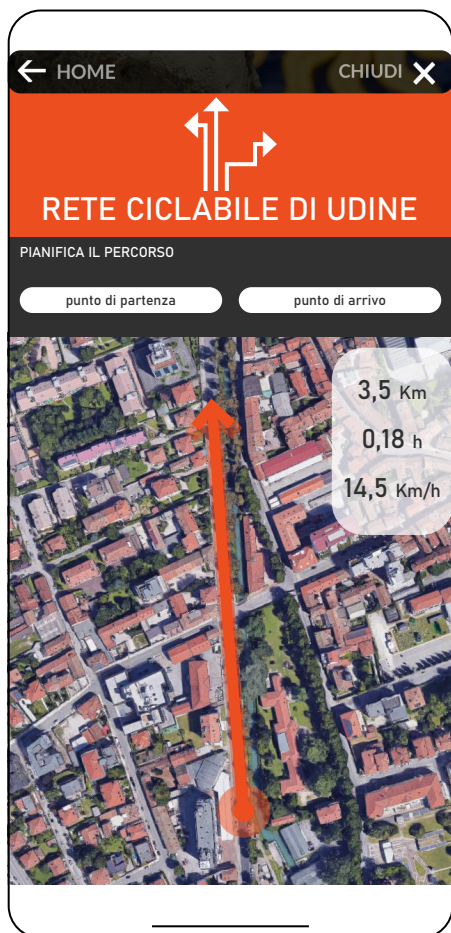 HOME CHIUDI
RETE CICLABILE DI UDINE
PIANIFICA IL PERCORSO
punto di partenza punto di arrivo
3,5 Km
0,18 h
14,5 Km/h